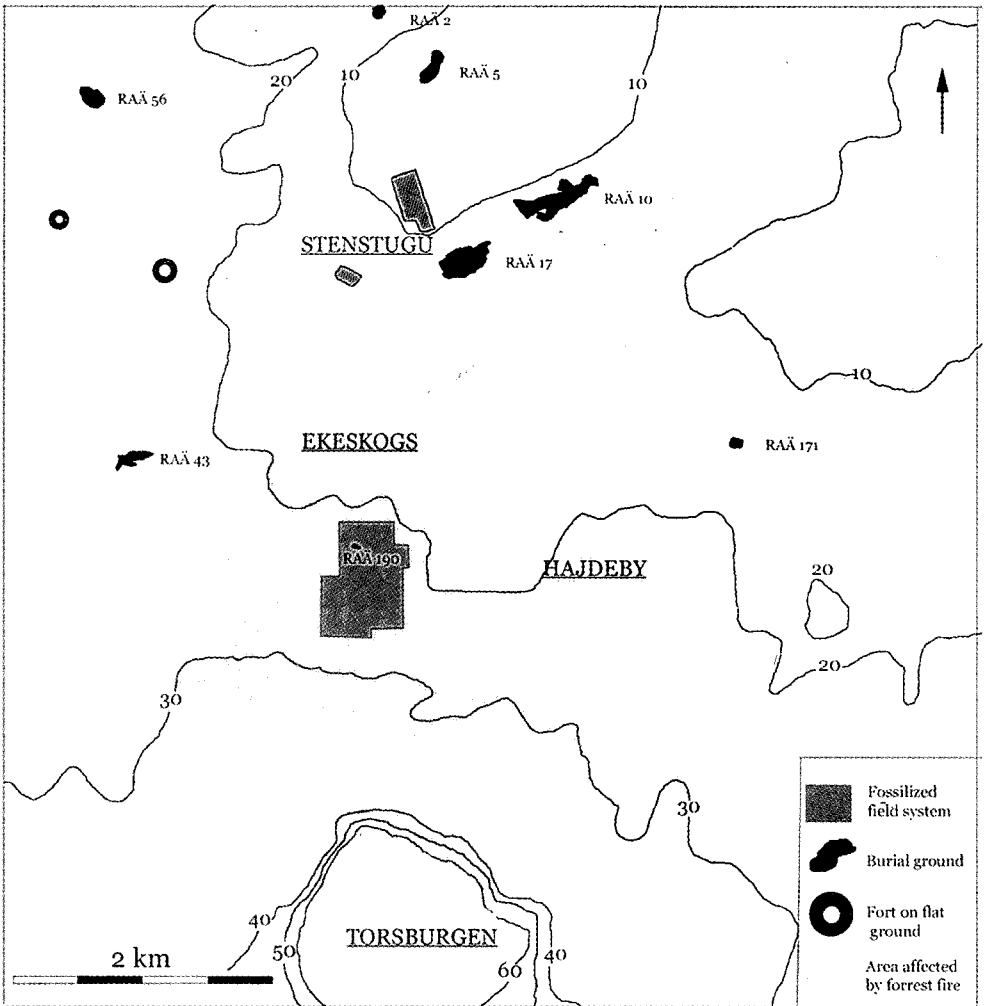 RAÄ 2
RAÄ 5
20
10
10
RAÄ 56
RAÄ 10
STENSTUGU
RAÄ 17
10
EKESKOGS
RAÄ 171
RAÄ 43
RAÄ 190
HAJDEBY
20
20
30
30
Fossilized
field system
Burial ground
Fort on flat
ground
Area affected
by forrest fire
40
50
TORSBURGEN
60
40
2 km